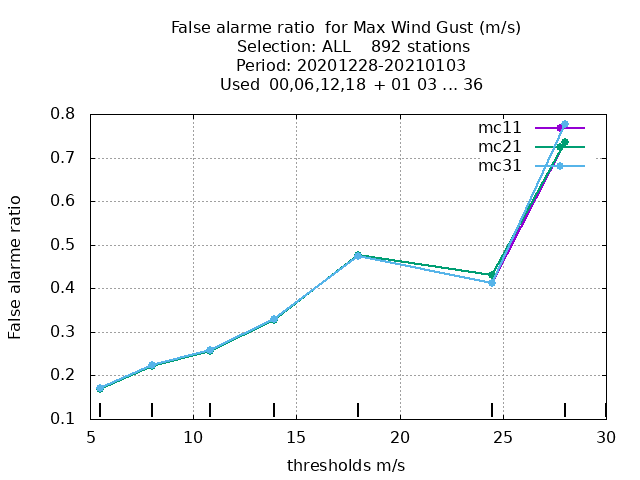 False alarme ratio  for Max Wind Gust (m/s)
Selection: ALL    892 stations
Period: 20201228-20210103
Used  00,06,12,18  + 01 03 ... 36
mc11
mc21
mc31
False alarme ratio
0.8
0.7
0.6
0.5
0.4
0.3
0.2
0.1
5 10 15 20 25 30
thresholds m/s